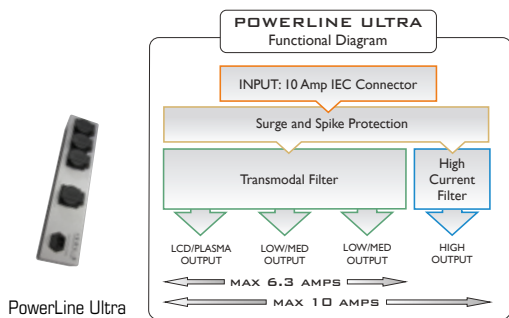 POWERLINE ULTRA
Functional Diagram
INPUT: 10 Amp IEC Connector
Surge and Spike Protection
Transmodal Filter
High
Current
Filter
LCD/PLASMA
OUTPUT
LOW/MED
OUTPUT
LOW/MED
OUTPUT
HIGH
OUTPUT
MAX 6.3 AMPS
MAX 10 AMPS
PowerLine Ultra